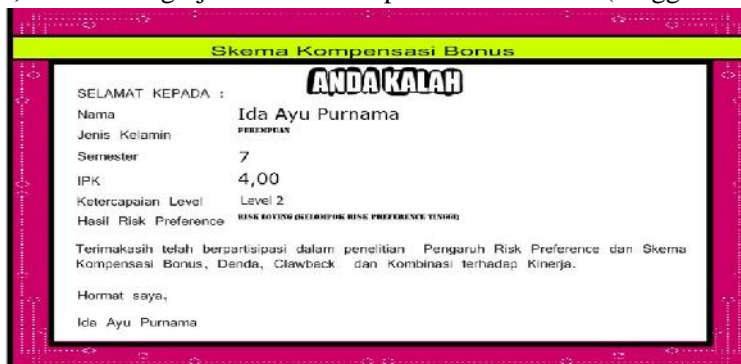 Skema Kompensasi Bonus
ANDA KALAH
SELAMAT KEPADA :
Nama Ida Ayu Purnama
Jenis Kelamin PEREMPUAN
Semester 7
IPK 4,00
Ketercapaian Level Level 2
Hasil Risk Preference RISK LOVING (KELOMPOK RISK PREFERENCE TINGGI)
Terimakasih telah berpartisipasi dalam penelitian Pengaruh Risk Preference dan Skema
Kompensasi Bonus, Denda, Clawback dan Kombinasi terhadap Kinerja.
Hormat saya,
Ida Ayu Purnama